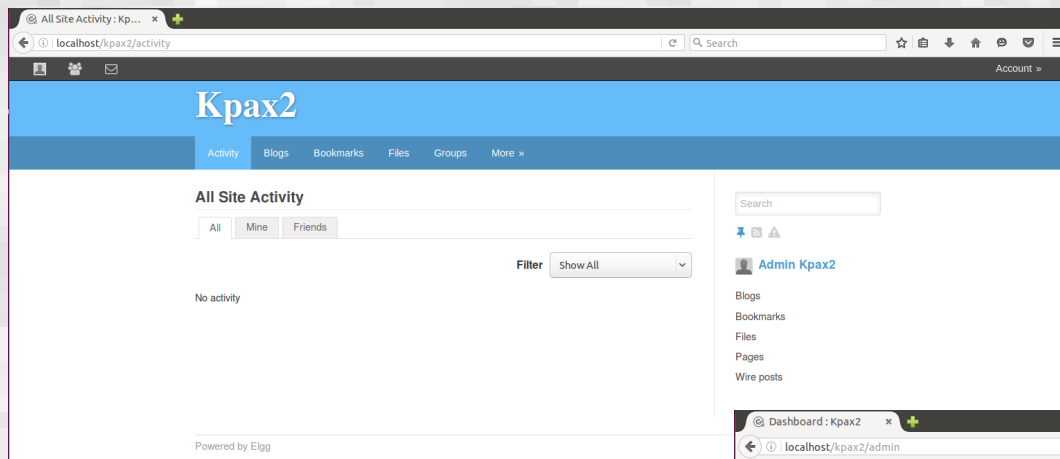 All Site Activity : Kp...
localhost/kpax2/activity
Search
Account »
Kpax2
Activity Blogs Bookmarks Files Groups More »
All Site Activity
All Mine Friends
Filter Show All
No activity
Search
Admin Kpax2
Blogs
Bookmarks
Files
Pages
Wire posts
Powered by Elgg
Dashboard : Kpax2
localhost/kpax2/admin